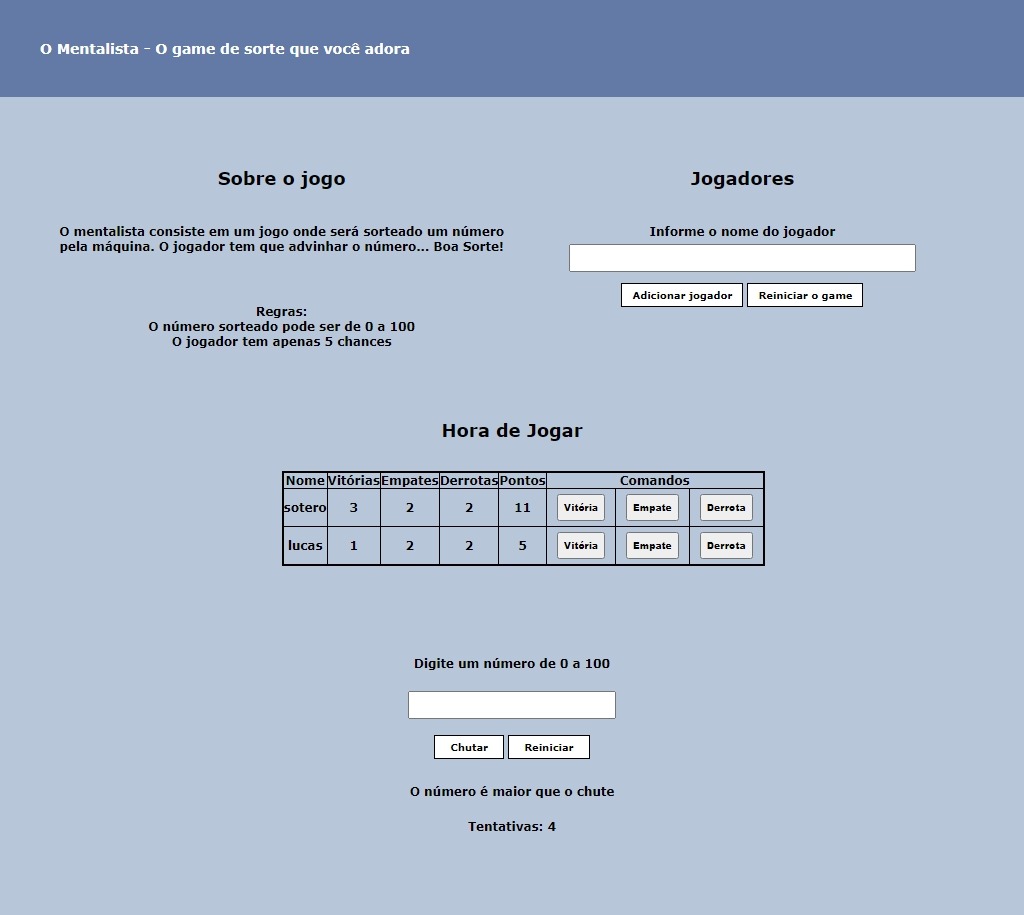 O Mentalista - O game de sorte que você adora
Sobre o jogo
O mentalista consiste em um jogo onde será sorteado um número
pela máquina. O jogador tem que advinhar o número... Boa Sorte!
Regras:
O número sorteado pode ser de 0 a 100
O jogador tem apenas 5 chances
Jogadores
Informe o nome do jogador
Adicionar jogador Reiniciar o game
Hora de Jogar
Nome Vitórias Empates Derrotas Pontos Comandos
sotero 3 2 2 11 Vitória Empate Derrota
lucas 1 2 2 5 Vitória Empate Derrota
Digite um número de 0 a 100
Chutar Reiniciar
O número é maior que o chute
Tentativas: 4